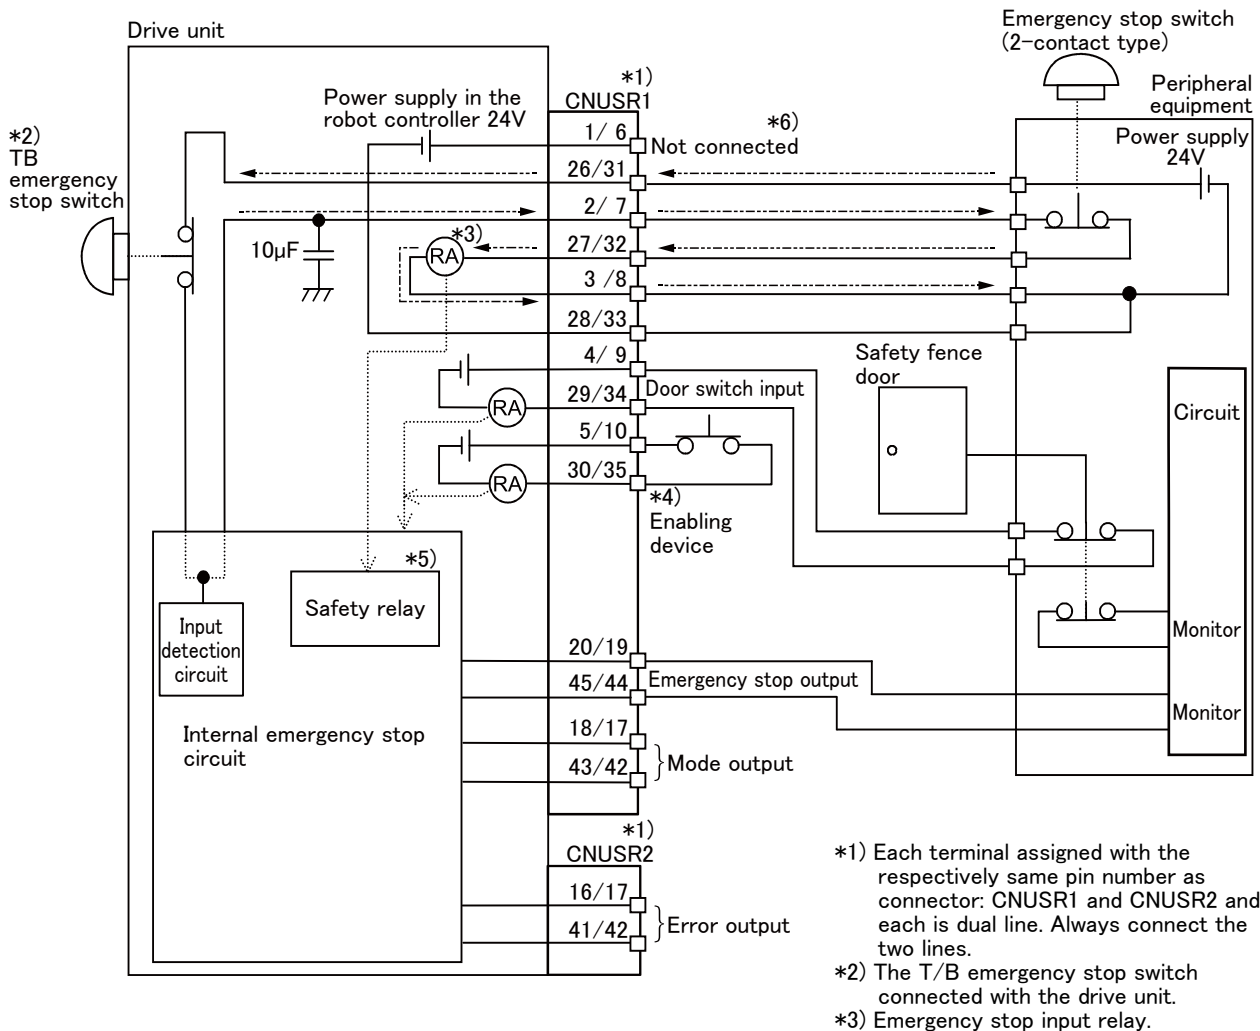 Drive unit
Emergency stop switch
(2-contact type)
Peripheral
equipment
*1)
CNUSR1
Power supply in the
robot controller 24V
*2)
TB
emergency
stop switch
1/ 6
*6)
Not connected
Power supply
24V
26/31
2/ 7
10μF
*3)
RA
27/32
3 /8
28/33
4/ 9
Safety fence
door
29/34
Door switch input
RA
Circuit
5/10
30/35
RA
*4)
Enabling
device
*5)
Safety relay
Input
detection
circuit
Monitor
20/19
45/44
Emergency stop output
Monitor
Internal emergency stop
circuit
18/17
43/42
Mode output
*1)
CNUSR2
16/17
41/42
Error output
*1) Each terminal assigned with the
respectively same pin number as
connector: CNUSR1 and CNUSR2 and
each is dual line. Always connect the
two lines.
*2) The T/B emergency stop switch
connected with the drive unit.
*3) Emergency stop input relay.